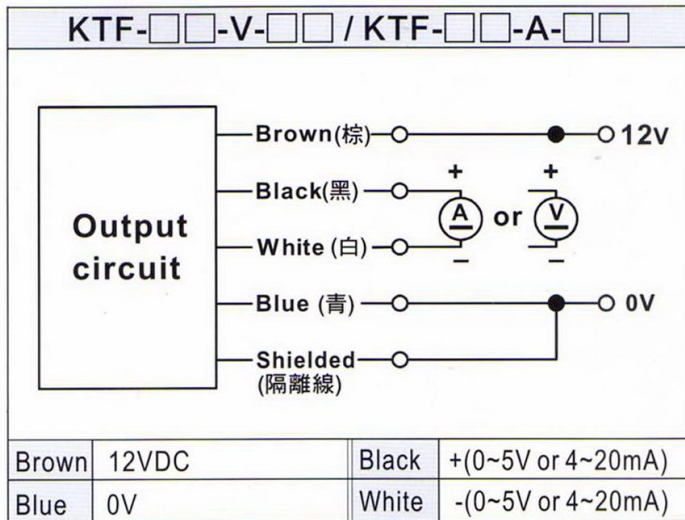 KTF-□□-V-□□ / KTF-□□-A-□□
Brown(棕)
12V
Black(黑)
+ +
A or V
Output circuit
White (白)
- -
Blue (青)
0V
Shielded
(隔離線)
Brown 12VDC Black +(0~5V or 4~20mA)
Blue 0V White -(0~5V or 4~20mA)